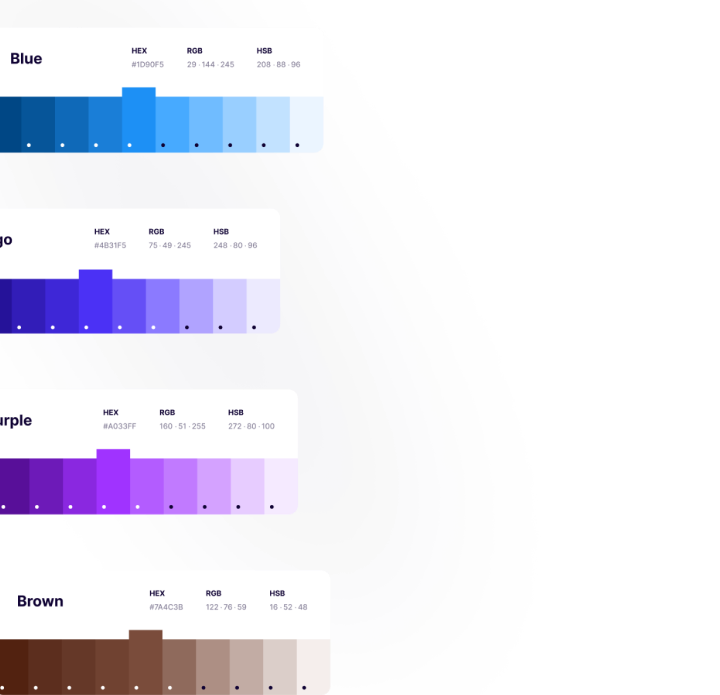 Blue
HEX RGB HSB
#1D90F5 29 · 144 · 245 208 · 88 · 96
go
HEX RGB HSB
#4B31F5 75 · 49 · 245 248 · 80 · 96
urple
HEX RGB HSB
#A033FF 160 · 51 · 255 272 · 80 · 100
Brown
HEX RGB HSB
#7A4C3B 122 · 76 · 59 16 · 52 · 48